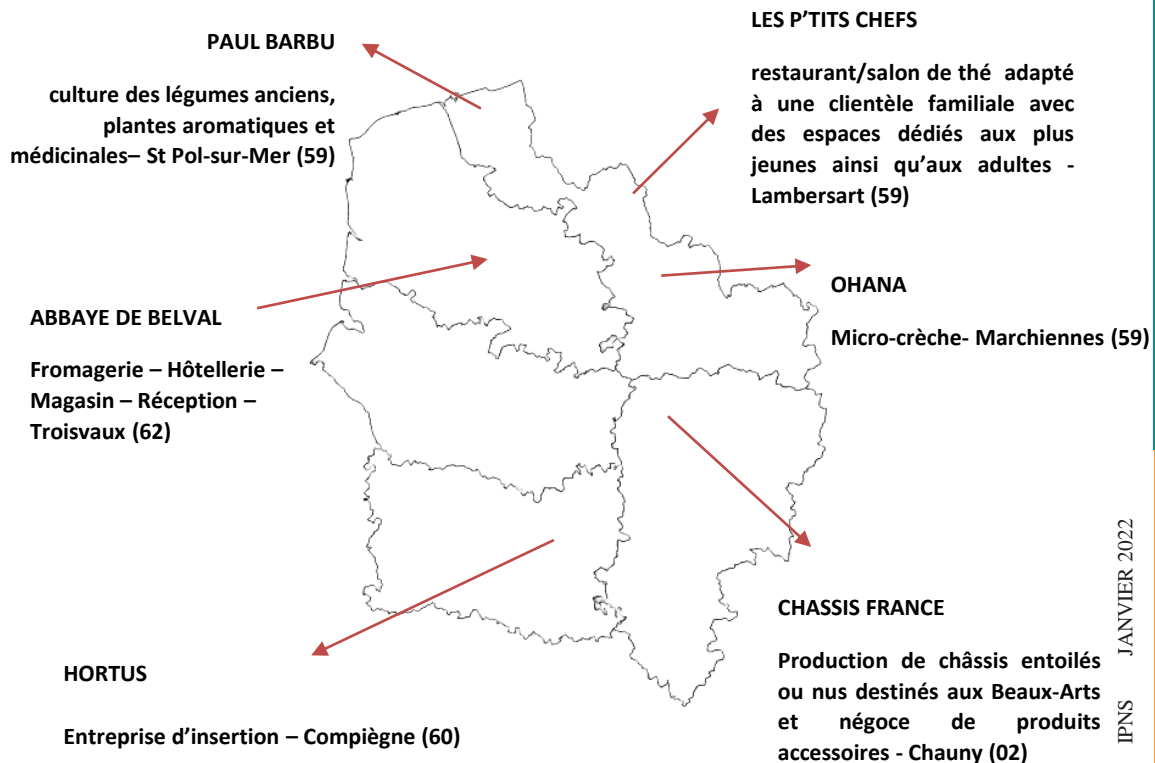 PAUL BARBU
culture des légumes anciens,
plantes aromatiques et
médicinales– St Pol-sur-Mer (59)
LES P'TITS CHEFS
restaurant/salon de thé adapté
à une clientèle familiale avec
des espaces dédiés aux plus
jeunes ainsi qu'aux adultes -
Lambersart (59)
OHANA
Micro-crèche- Marchiennes (59)
ABBAYE DE BELVAL
Fromagerie – Hôtellerie –
Magasin – Réception –
Troisvaux (62)
CHASSIS FRANCE
Production de châssis entoilés
ou nus destinés aux Beaux-Arts
et négoce de produits
accessoires - Chauny (02)
HORTUS
Entreprise d'insertion – Compiègne (60)
IPNS JANVIER 2022